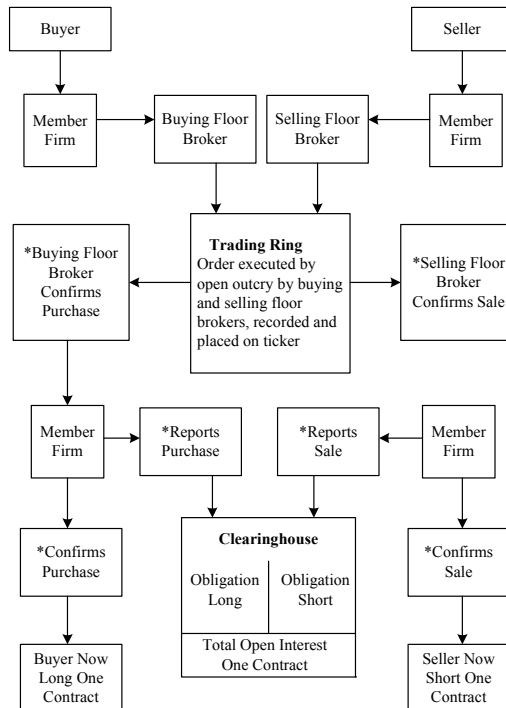 Buyer
Seller
Member
Firm
Buying Floor
Broker
Selling Floor
Broker
Member
Firm
*Buying Floor
Broker
Confirms
Purchase
Trading Ring
Order executed by
open outcry by buying
and selling floor
brokers, recorded and
placed on ticker
*Selling Floor
Broker
Confirms Sale
Member
Firm
*Reports
Purchase
*Reports
Sale
Member
Firm
*Confirms
Purchase
Clearinghouse
Obligation
Long
Obligation
Short
Total Open Interest
One Contract
*Confirms
Sale
Buyer Now
Long One
Contract
Seller Now
Short One
Contract